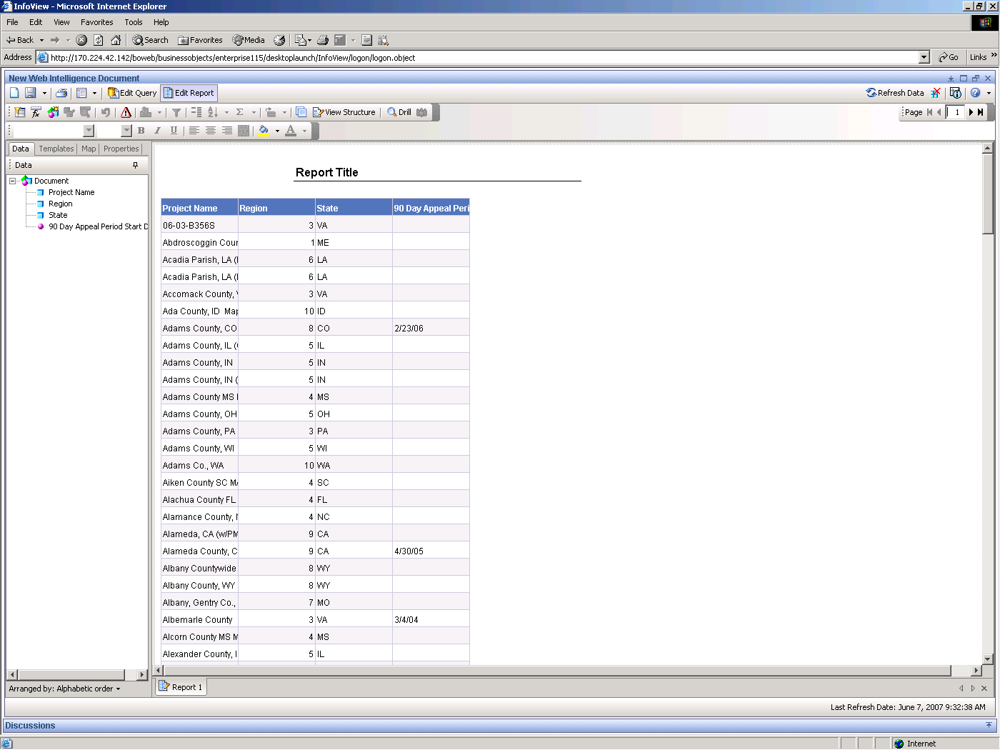 InfoView - Microsoft Internet Explorer
File Edit View Favorites Tools Help
Back Search Favorites Media
Address http://170.224.42.142/boweb/businessobjects/enterprise115/desktoplaunch/InfoView/logon/logon.object Go Links »
New Web Intelligence Document
Edit Query Edit Report Refresh Data
View Structure Drill Page 1
B I U A
Data Templates Map Properties
Data
Document
Project Name
Region
State
90 Day Appeal Period Start D
Report Title
Project Name Region State 90 Day Appeal Peri
06-03-B356S 3 VA
Abdroscoggin Cour 1 ME
Acadia Parish, LA ( 6 LA
Acadia Parish, LA ( 6 LA
Accomack County, 3 VA
Ada County, ID Map 10 ID
Adams County, CO 8 CO 2/23/06
Adams County, IL ( 5 IL
Adams County, IN 5 IN
Adams County, IN ( 5 IN
Adams County MS 4 MS
Adams County, OH 5 OH
Adams County, PA 3 PA
Adams County, WI 5 WI
Adams Co., WA 10 WA
Aiken County SC MA 4 SC
Alachua County FL 4 FL
Alamance County, 4 NC
Alameda, CA (w/PM 9 CA
Alameda County, C 9 CA 4/30/05
Albany Countywide 8 WY
Albany County, WY 8 WY
Albany, Gentry Co., 7 MO
Albemarle County 3 VA 3/4/04
Alcorn County MS M 4 MS
Alexander County, I 5 IL
Arranged by: Alphabetic order
Report 1
Last Refresh Date: June 7, 2007 9:32:38 AM
Discussions
Internet